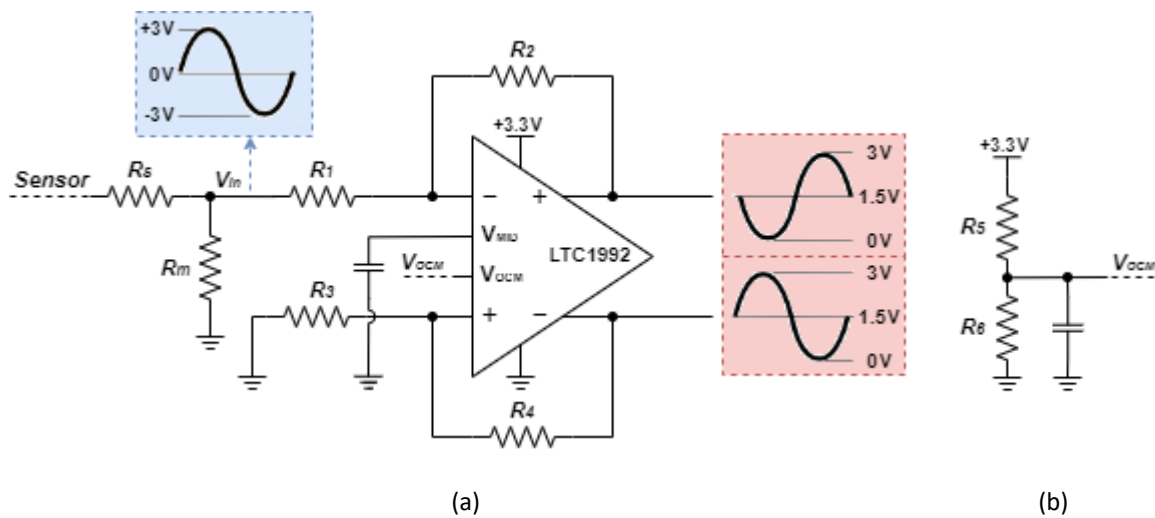 +3V
0V
-3V
R2
+3.3V
Sensor
Rs
Vin
R1
− +
3V
1.5V
0V
VMID
LTC1992
VOCM
VOCM
Rm
R3
+ −
3V
1.5V
0V
R4
+3.3V
R5
VOCM
R6
(a)
(b)